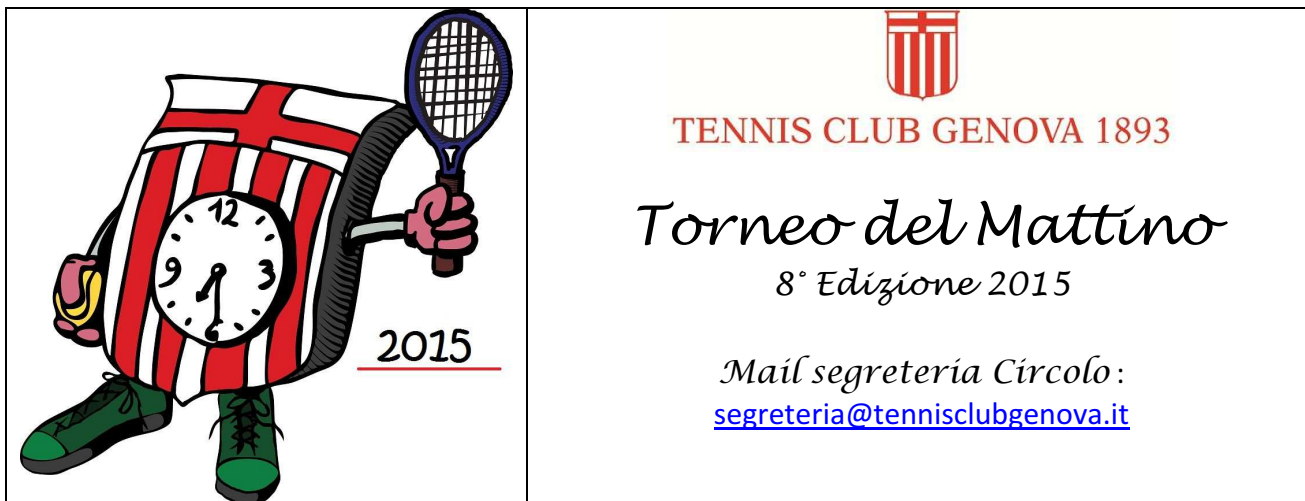 12
9 3
6
2015
TENNIS CLUB GENOVA 1893
Torneo del Mattino
8° Edizione 2015
Mail segreteria Circolo :
segreteria@tennisclubgenova.it